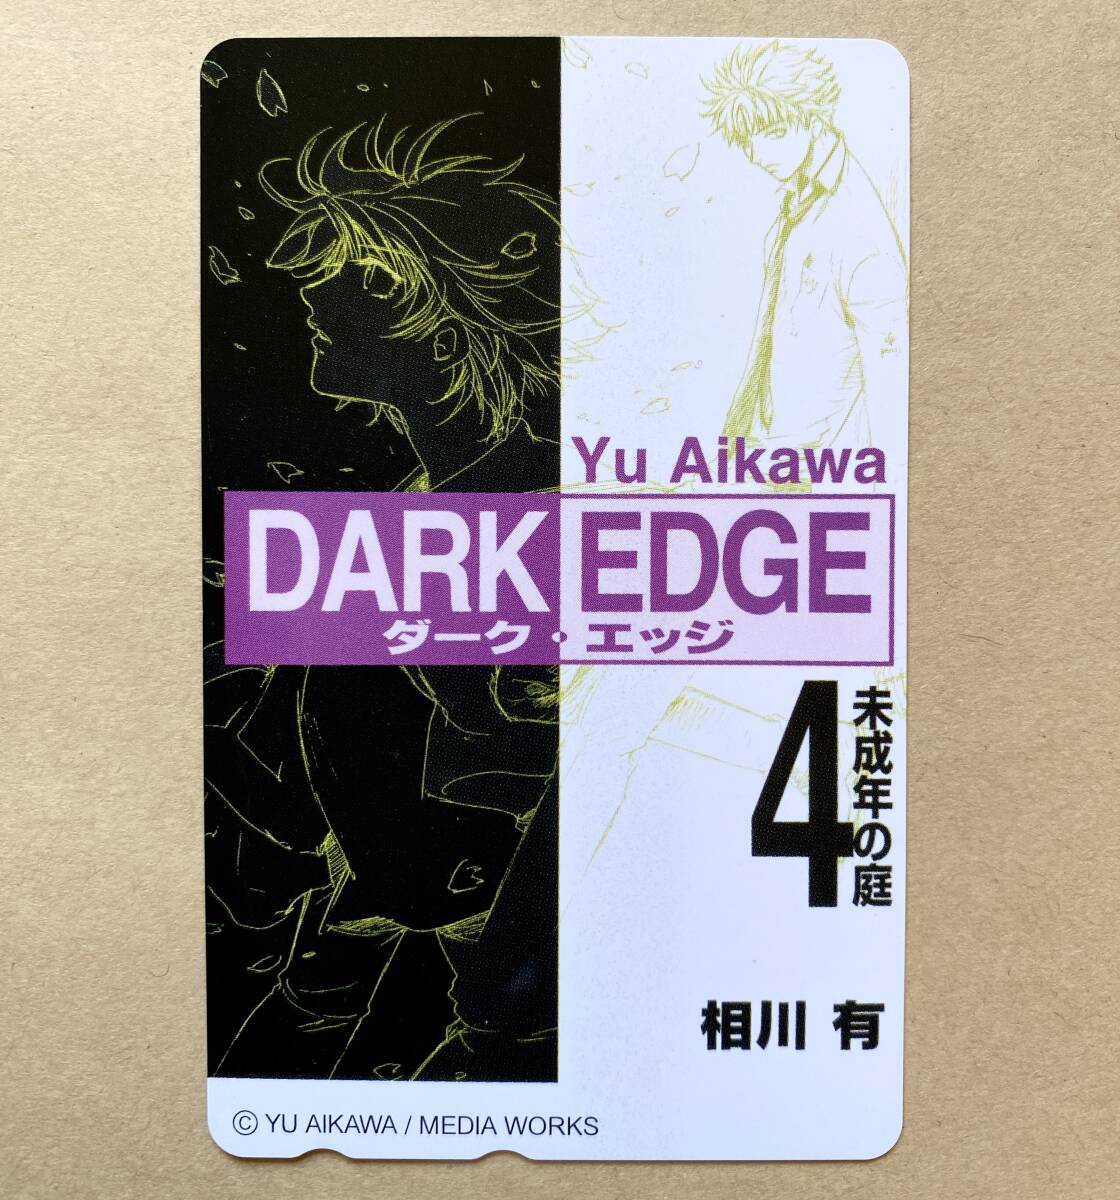 Yu Aikawa
DARK EDGE
ダーク・エッジ
4
未成年の庭
相川 有
© YU AIKAWA / MEDIA WORKS